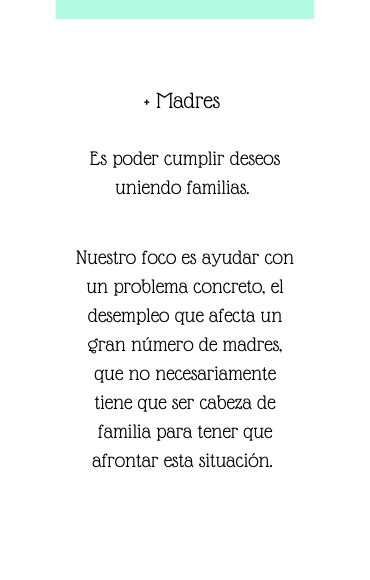 + Madres
Es poder cumplir deseos
uniendo familias.
Nuestro foco es ayudar con
un problema concreto, el
desempleo que afecta un
gran número de madres,
que no necesariamente
tiene que ser cabeza de
familia para tener que
afrontar esta situación.